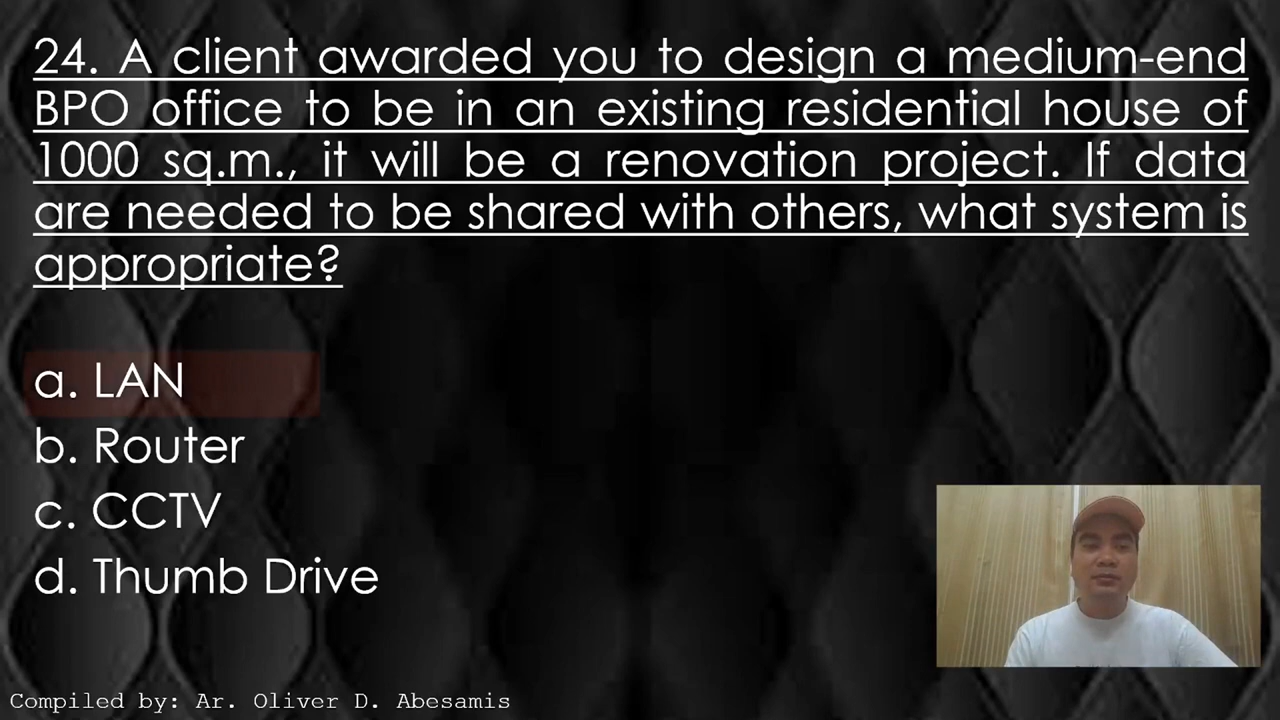 24. A client awarded you to design a medium-end
BPO office to be in an existing residential house of
1000 sq.m., it will be a renovation project. If data
are needed to be shared with others, what system is
appropriate?
a. LAN
b. Router
c. CCTV
d. Thumb Drive
Compiled by: Ar. Oliver D. Abesamis